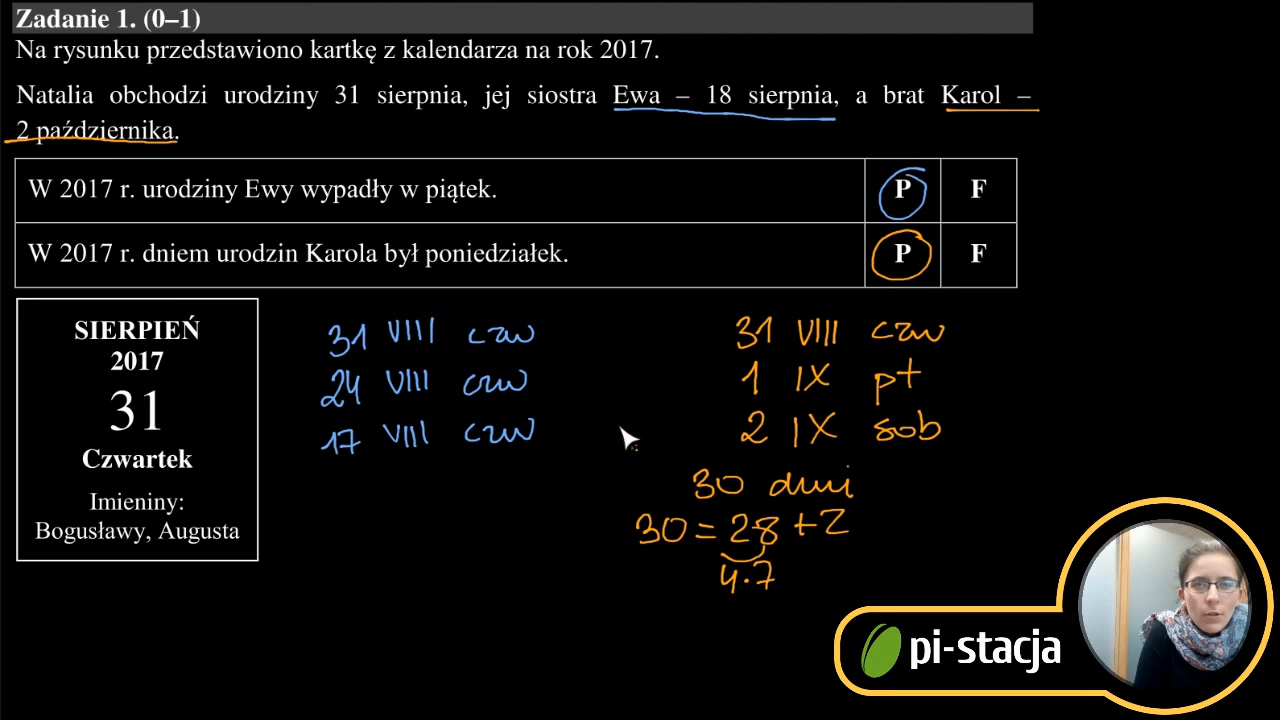 Zadanie 1. (0–1)
Na rysunku przedstawiono kartkę z kalendarza na rok 2017.
Natalia obchodzi urodziny 31 sierpnia, jej siostra Ewa – 18 sierpnia, a brat Karol –
2 października.
W 2017 r. urodziny Ewy wypadły w piątek. P F
W 2017 r. dniem urodzin Karola był poniedziałek. P F
SIERPIEŃ
2017
31
Czwartek
Imieniny:
Bogusławy, Augusta
31 VIII czw
24 VIII czw
17 VIII czw
31 VIII czw
1 IX pt
2 IX sob
30 dni
30 = 28 + 2
4·7
pi-stacja